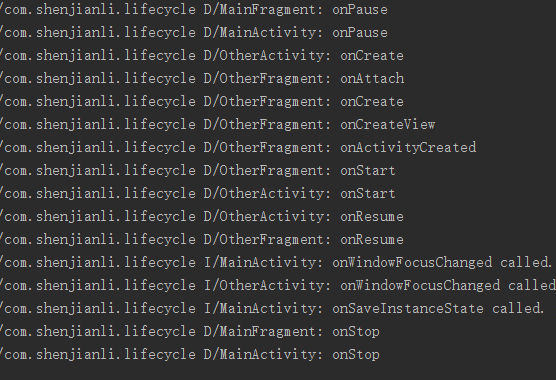 /com.shenjianli.lifecycle D/MainFragment: onPause
/com.shenjianli.lifecycle D/MainActivity: onPause
/com.shenjianli.lifecycle D/OtherActivity: onCreate
/com.shenjianli.lifecycle D/OtherFragment: onAttach
/com.shenjianli.lifecycle D/OtherFragment: onCreate
/com.shenjianli.lifecycle D/OtherFragment: onCreateView
/com.shenjianli.lifecycle D/OtherFragment: onActivityCreated
/com.shenjianli.lifecycle D/OtherFragment: onStart
/com.shenjianli.lifecycle D/OtherActivity: onStart
/com.shenjianli.lifecycle D/OtherActivity: onResume
/com.shenjianli.lifecycle D/OtherFragment: onResume
/com.shenjianli.lifecycle I/MainActivity: onWindowFocusChanged called.
/com.shenjianli.lifecycle I/OtherActivity: onWindowFocusChanged called
/com.shenjianli.lifecycle I/MainActivity: onSaveInstanceState called.
/com.shenjianli.lifecycle D/MainFragment: onStop
/com.shenjianli.lifecycle D/MainActivity: onStop